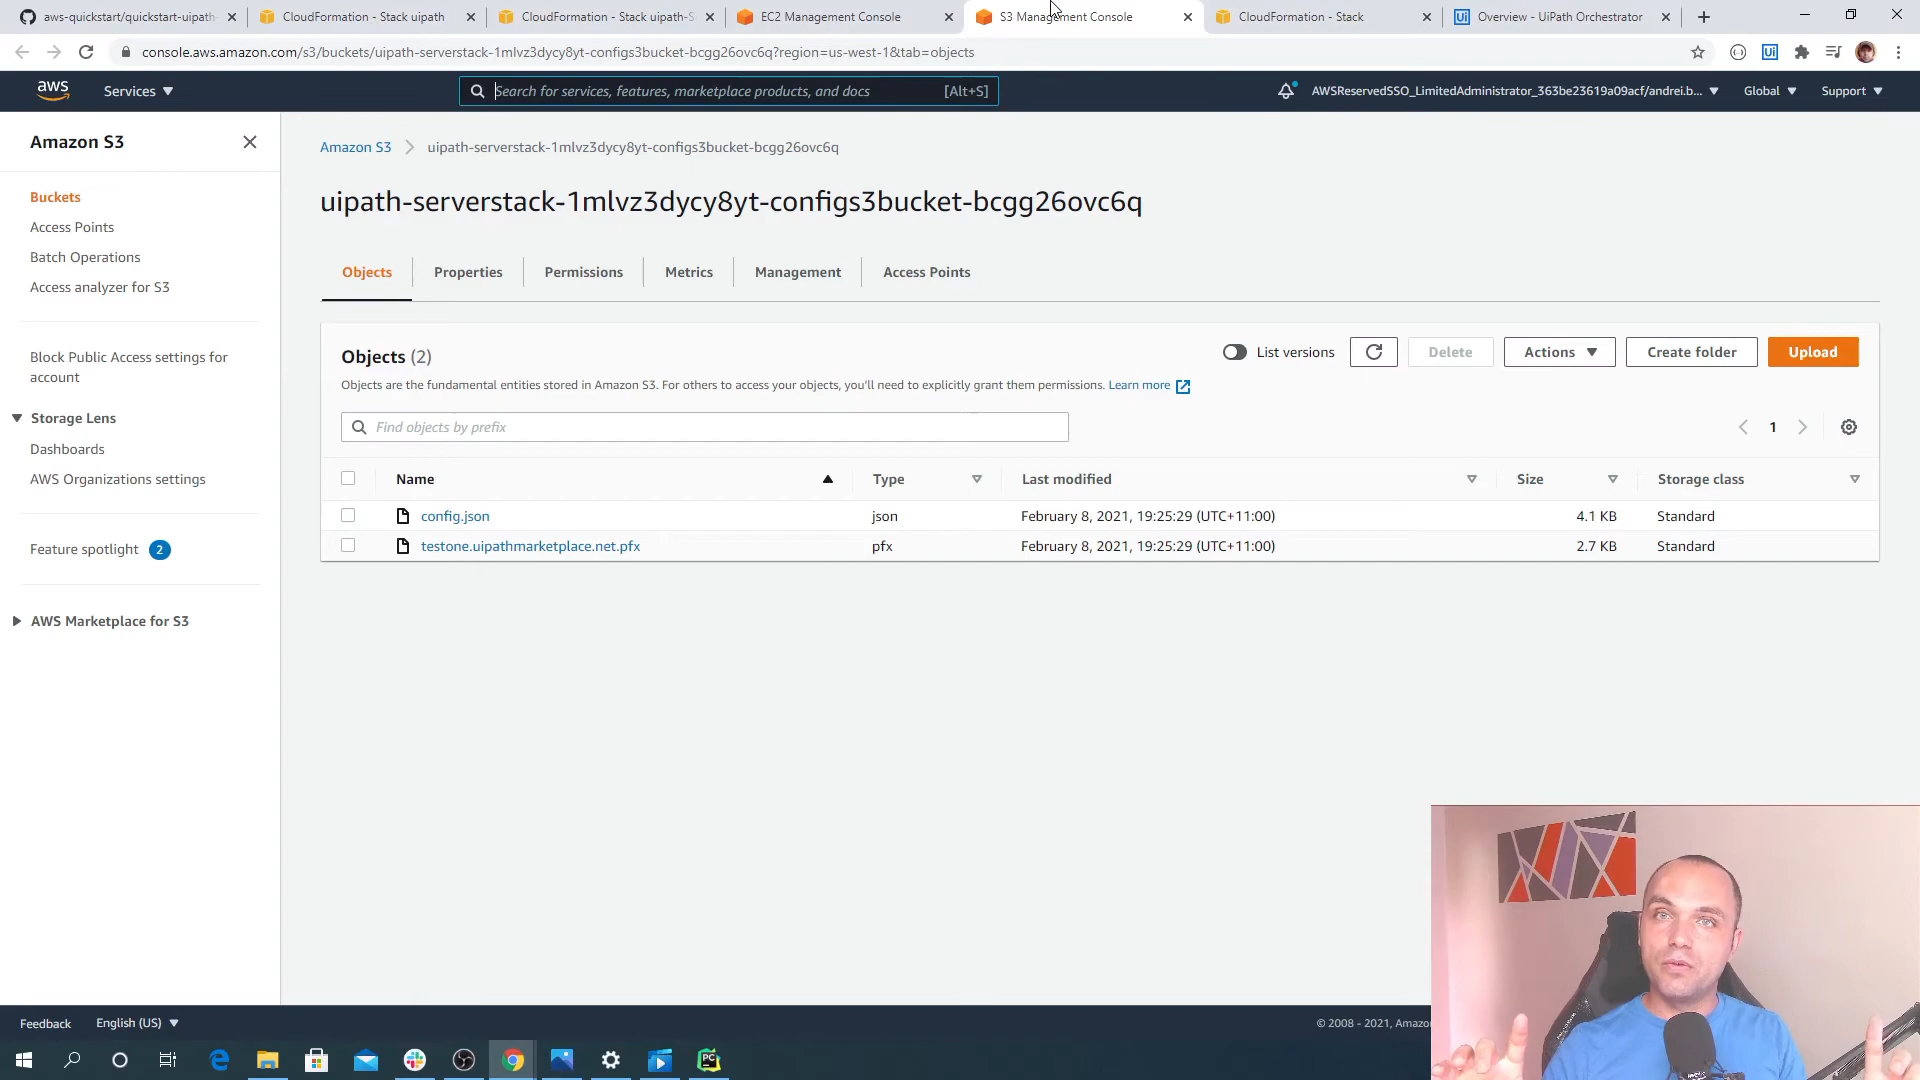 aws-quickstart/quickstart-uipath-
CloudFormation - Stack uipath
CloudFormation - Stack uipath-S
EC2 Management Console
S3 Management Console
CloudFormation - Stack
Overview - UiPath Orchestrator
console.aws.amazon.com/s3/buckets/uipath-serverstack-1mlvz3dycy8yt-configs3bucket-bcgg26ovc6q?region=us-west-1&tab=objects
aws
Services
Search for services, features, marketplace products, and docs
[Alt+S]
AWSReservedSSO_LimitedAdministrator_363be23619a09acf/andrei.b...
Global
Support
Amazon S3
Buckets
Access Points
Batch Operations
Access analyzer for S3
Block Public Access settings for
account
Storage Lens
Dashboards
AWS Organizations settings
Feature spotlight 2
AWS Marketplace for S3
Amazon S3
uipath-serverstack-1mlvz3dycy8yt-configs3bucket-bcgg26ovc6q
uipath-serverstack-1mlvz3dycy8yt-configs3bucket-bcgg26ovc6q
Objects
Properties
Permissions
Metrics
Management
Access Points
Objects (2)
List versions
Delete
Actions
Create folder
Upload
Objects are the fundamental entities stored in Amazon S3. For others to access your objects, you'll need to explicitly grant them permissions. Learn more
Find objects by prefix
1
Name Type Last modified Size Storage class
config.json json February 8, 2021, 19:25:29 (UTC+11:00) 4.1 KB Standard
testone.uipathmarketplace.net.pfx pfx February 8, 2021, 19:25:29 (UTC+11:00) 2.7 KB Standard
Feedback
English (US)
© 2008 - 2021, Amazo